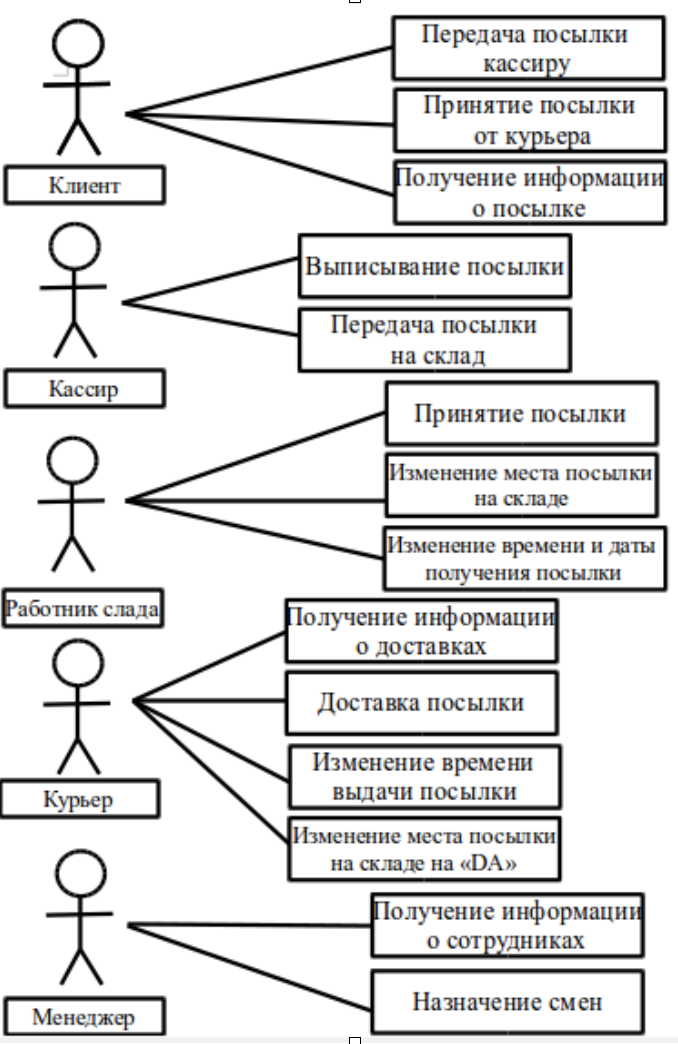 Передача посылки
кассиру
Принятие посылки
от курьера
Получение информации
о посылке
Клиент
Выписывание посылки
Передача посылки
на склад
Кассир
Принятие посылки
Изменение места посылки
на складе
Изменение времени и даты
получения посылки
Работник слада
Получение информации
о доставках
Доставка посылки
Изменение времени
выдачи посылки
Изменение места посылки
на складе на «DA»
Курьер
Получение информации
о сотрудниках
Назначение смен
Менеджер